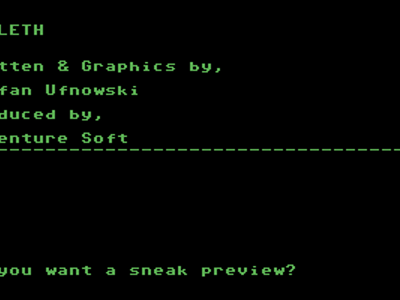 LETH
tten & Graphics by,
fan Ufnowski
duced by,
enture Soft
you want a sneak preview?